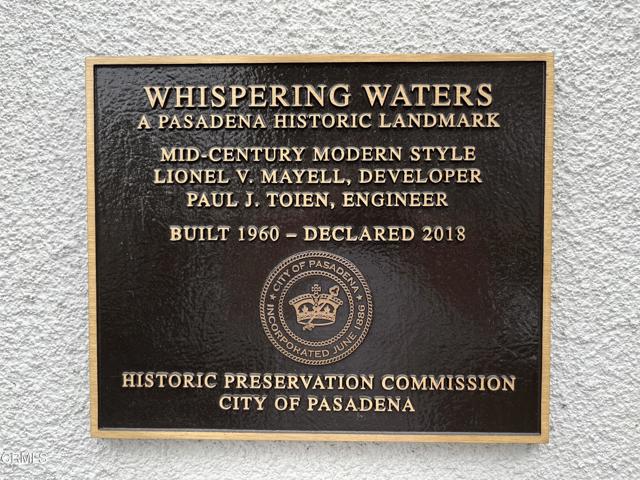 WHISPERING WATERS
A PASADENA HISTORIC LANDMARK
MID-CENTURY MODERN STYLE
LIONEL V. MAYELL, DEVELOPER
PAUL J. TOIEN, ENGINEER
BUILT 1960 – DECLARED 2018
CITY OF PASADENA
INCORPORATED JUNE 1886
HISTORIC PRESERVATION COMMISSION
CITY OF PASADENA
CRMLS